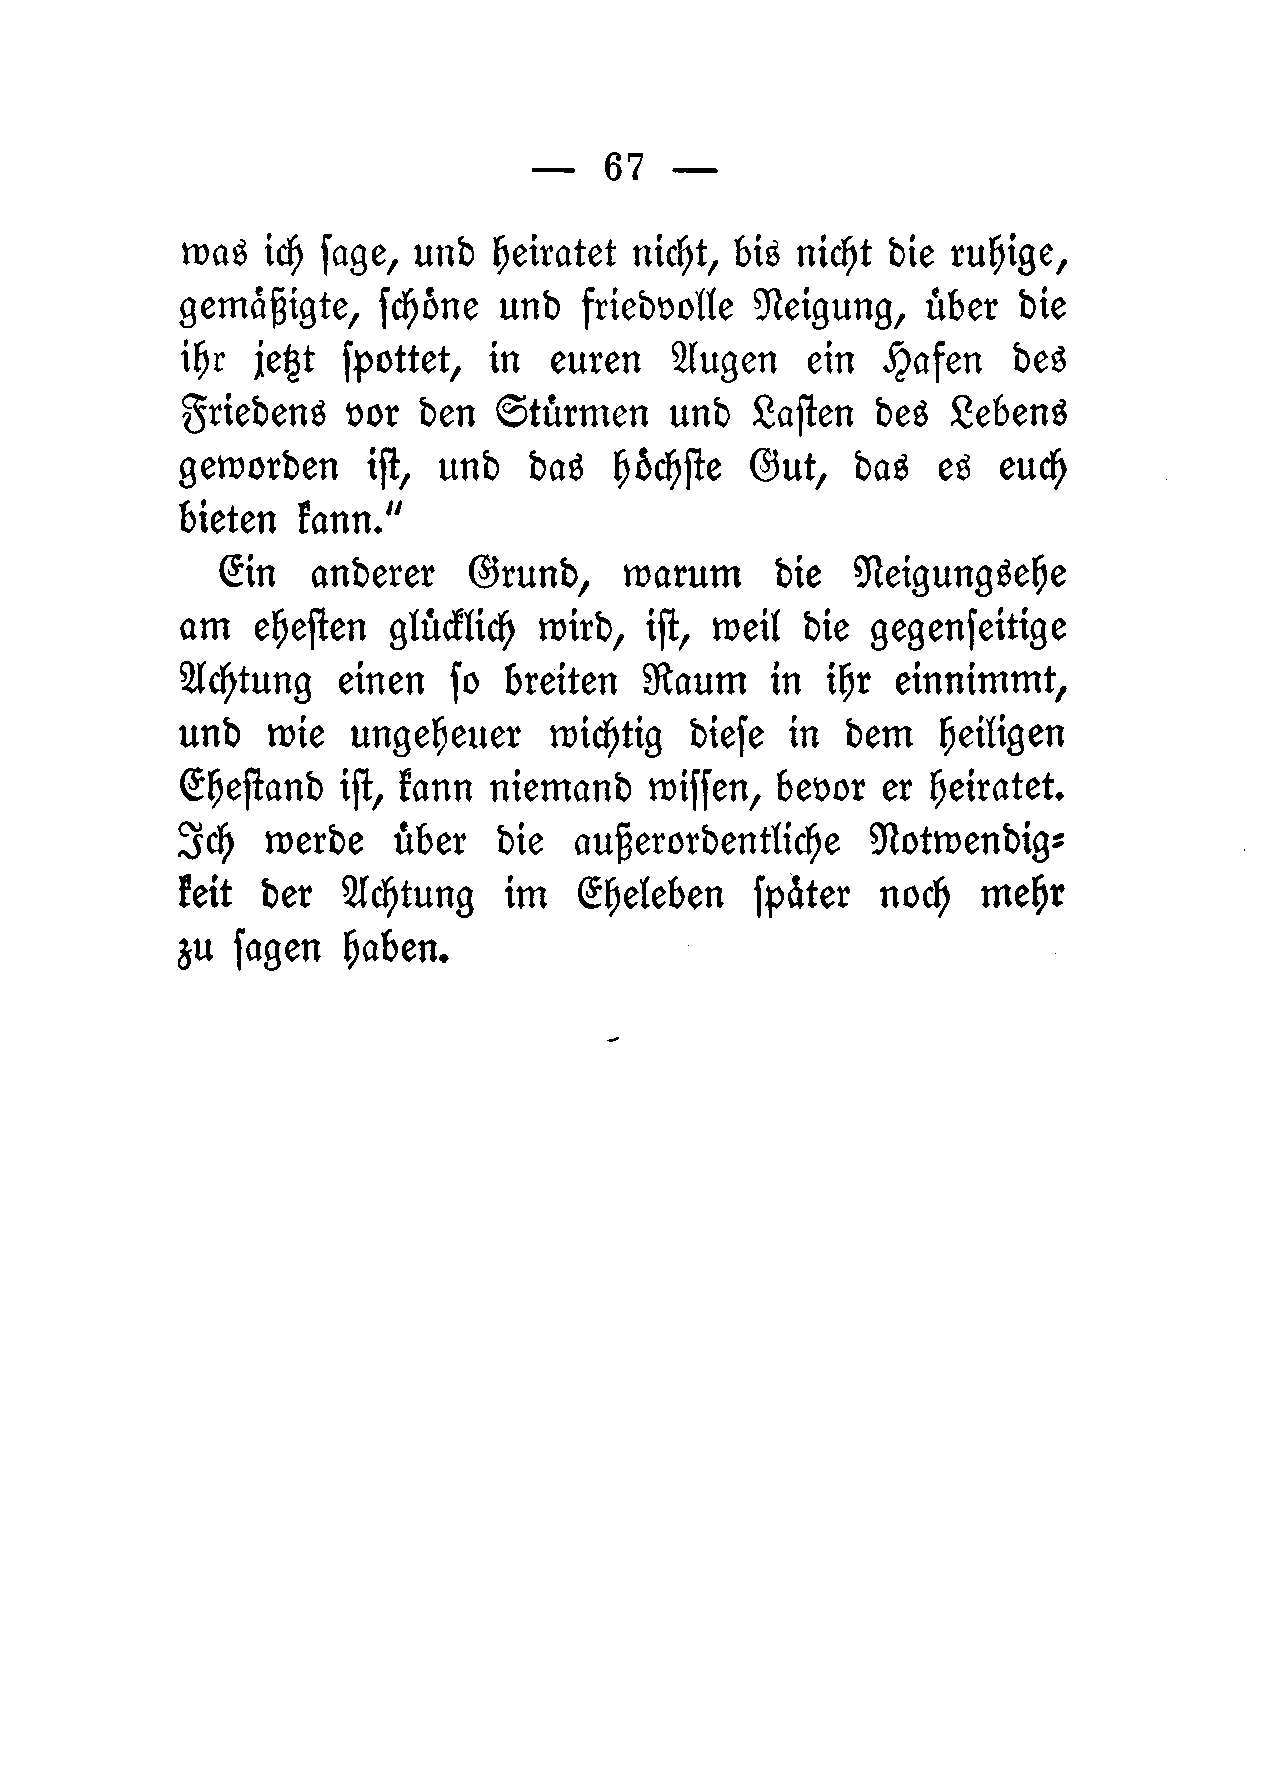 — 67 —
was ich sage, und heiratet nicht, bis nicht die ruhige,
gemäßigte, schöne und friedvolle Neigung, über die
ihr jetzt spottet, in euren Augen ein Hafen des
Friedens vor den Stürmen und Lasten des Lebens
geworden ist, und das höchste Gut, das es euch
bieten kann."
Ein anderer Grund, warum die Neigungsehe
am ehesten glücklich wird, ist, weil die gegenseitige
Achtung einen so breiten Raum in ihr einnimmt,
und wie ungeheuer wichtig diese in dem heiligen
Ehestand ist, kann niemand wissen, bevor er heiratet.
Ich werde über die außerordentliche Notwendig-
keit der Achtung im Eheleben später noch mehr
zu sagen haben.